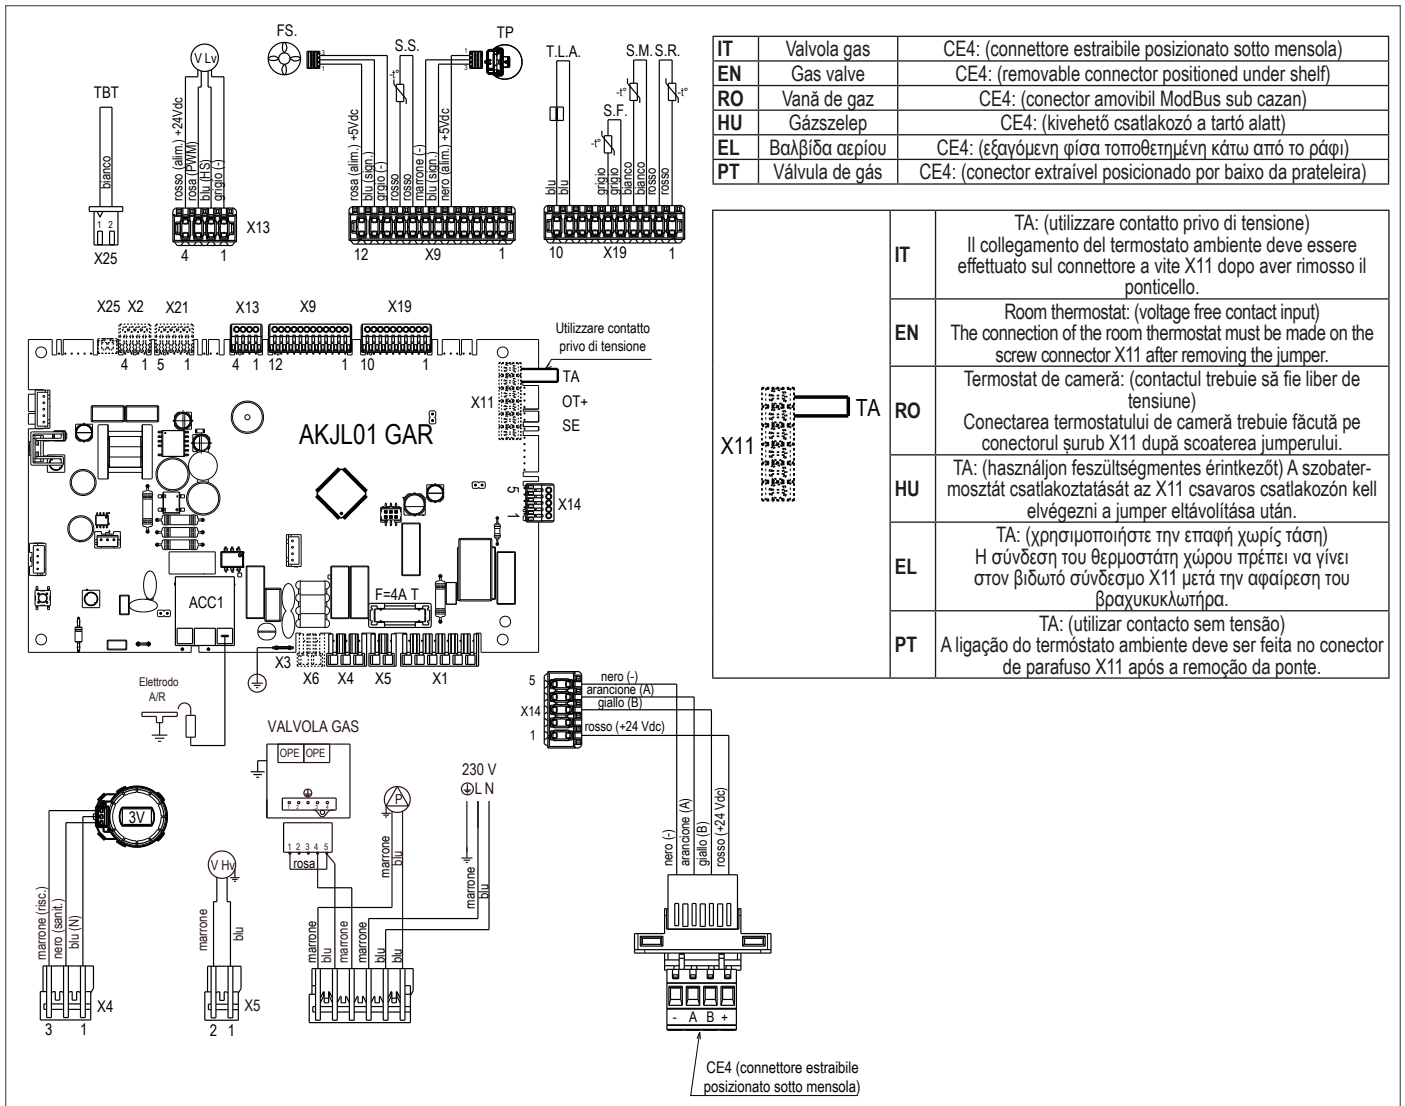 FS.
S.S.
TP
V Lv
TBT
T.L.A.
S.M.
S.R.
S.F.
-t°
-t°
-t°
-t°
3
1
1
3
bianco
rosso (alim.) +24Vdc
rosa (PWM)
blu (HS)
grigio (-)
rosa (alim.) +5Vdc
blu (sign.)
grgio (-)
rosso
rosso
marrone (-)
blu (sign.)
nero (alim.) +5Vdc
blu
blu
grigio
grigio
bianco
bianco
rosso
rosso
1 2
X25
4 1 X13
12 X9 1
10 X19 1
IT Valvola gas CE4: (connettore estraibile posizionato sotto mensola)
EN Gas valve CE4: (removable connector positioned under shelf)
RO Vană de gaz CE4: (conector amovibil ModBus sub cazan)
HU Gázszelep CE4: (kivehető csatlakozó a tartó alatt)
EL Βαλβίδα αερίου CE4: (εξαγόμενη φίσα τοποθετημένη κάτω από το ράφι)
PT Válvula de gás CE4: (conector extraível posicionado por baixo da prateleira)
X11
TA
IT
TA: (utilizzare contatto privo di tensione)
Il collegamento del termostato ambiente deve essere
effettuato sul connettore a vite X11 dopo aver rimosso il
ponticello.
EN
Room thermostat: (voltage free contact input)
The connection of the room thermostat must be made on the
screw connector X11 after removing the jumper.
RO
Termostat de cameră: (contactul trebuie să fie liber de
tensiune)
Conectarea termostatului de cameră trebuie făcută pe
conectorul șurub X11 după scoaterea jumperului.
HU
TA: (használjon feszültségmentes érintkezőt) A szobater-
mosztát csatlakoztatását az X11 csavaros csatlakozón kell
elvégezni a jumper eltávolítása után.
EL
TA: (χρησιμοποιήστε την επαφή χωρίς τάση)
Η σύνδεση του θερμοστάτη χώρου πρέπει να γίνει
στον βιδωτό σύνδεσμο X11 μετά την αφαίρεση του
βραχυκυκλωτήρα.
PT
TA: (utilizar contacto sem tensão)
A ligação do termóstato ambiente deve ser feita no conector
de parafuso X11 após a remoção da ponte.
X25 X2 X21 X13 X9 X19
4 1 5 1 4 1 12 1 10 1
Utilizzare contatto
privo di tensione
TA
X11
OT+
SE
AKJL01 GAR
5
1
X14
ACC1
F=4A T
X3
X6 X4 X5 X1
Elettrodo
A/R
VALVOLA GAS
OPE OPE
1 2 3 4 5
rosa
P
230 V
L N
marrone
blu
marrone
blu
marrone
blu
marrone
marrone
blu
blu
3V
marrone (risc.)
nero (sanit.)
blu (N)
3 1
X4
V Hv
marrone
blu
2 1
X5
5
X14
1
nero (-)
arancione (A)
giallo (B)
rosso (+24 Vdc)
nero (-)
arancione (A)
giallo (B)
rosso (+24 Vdc)
- A B +
CE4 (connettore estraibile
posizionato sotto mensola)